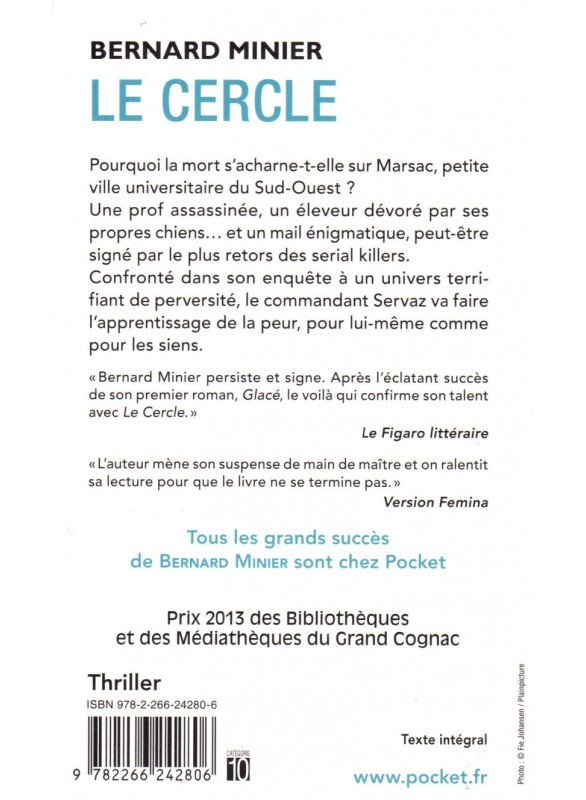 BERNARD MINIER
LE CERCLE
Pourquoi la mort s'acharne-t-elle sur Marsac, petite
ville universitaire du Sud-Ouest ?
Une prof assassinée, un éleveur dévoré par ses
propres chiens… et un mail énigmatique, peut-être
signé par le plus retors des serial killers.
Confronté dans son enquête à un univers terri-
fiant de perversité, le commandant Servaz va faire
l'apprentissage de la peur, pour lui-même comme
pour les siens.
« Bernard Minier persiste et signe. Après l'éclatant succès
de son premier roman, Glacé, le voilà qui confirme son talent
avec Le Cercle. »
Le Figaro littéraire
« L'auteur mène son suspense de main de maître et on ralentit
sa lecture pour que le livre ne se termine pas. »
Version Femina
Tous les grands succès
de BERNARD MINIER sont chez Pocket
Prix 2013 des Bibliothèques
et des Médiathèques du Grand Cognac
Thriller
ISBN 978-2-266-24280-6
CATÉGORIE
10
9 782266 242806
Texte intégral
www.pocket.fr
Photo : © Fie Johansen / Plainpicture